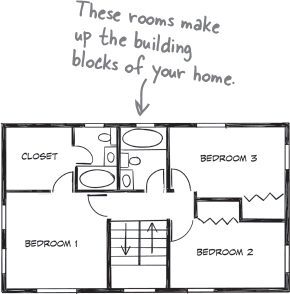 These rooms make
up the building
blocks of your home.
CLOSET
BEDROOM 3
BEDROOM 1
BEDROOM 2